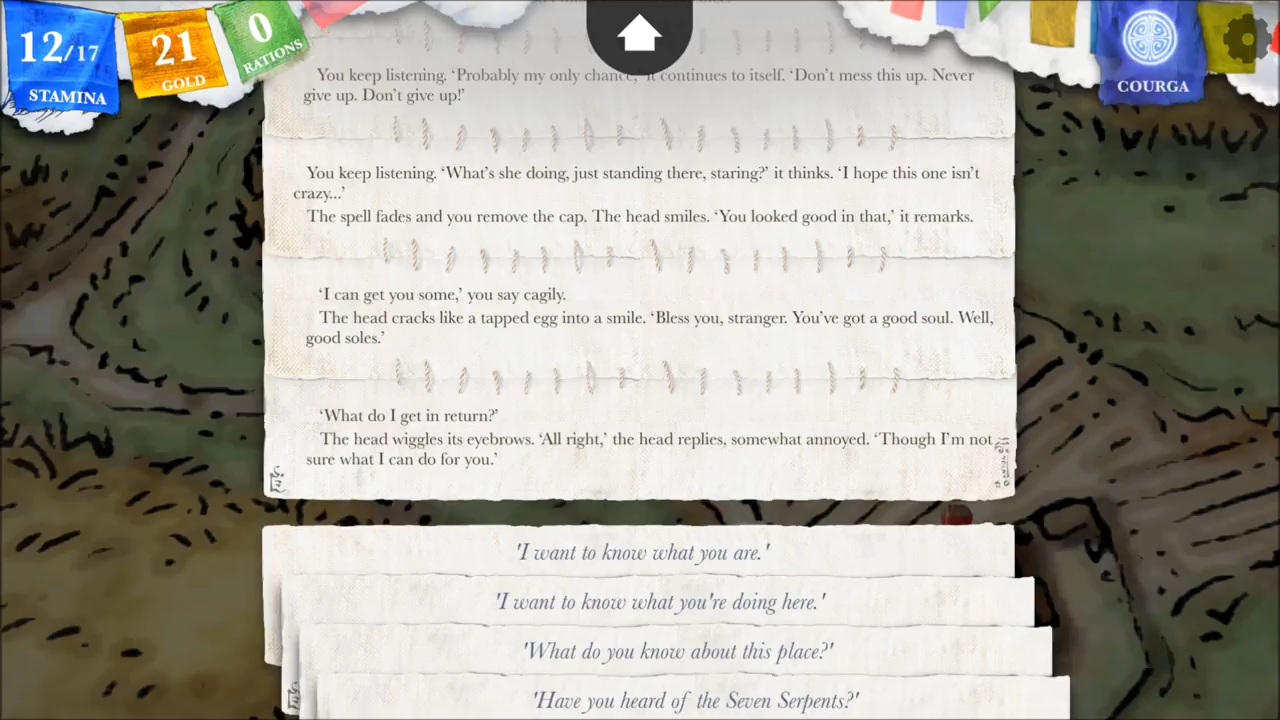 12/17
STAMINA
21
GOLD
0
RATIONS
COURGA
You keep listening. ‘Probably my only chance,’ it continues to itself. ‘Don’t mess this up. Never
give up. Don’t give up!’
You keep listening. ‘What’s she doing, just standing there, staring?’ it thinks. ‘I hope this one isn’t
crazy...’
The spell fades and you remove the cap. The head smiles. ‘You looked good in that,’ it remarks.
‘I can get you some,’ you say cagily.
The head cracks like a tapped egg into a smile. ‘Bless you, stranger. You’ve got a good soul. Well,
good soles.’
‘What do I get in return?’
The head wiggles its eyebrows. ‘All right,’ the head replies, somewhat annoyed. ‘Though I’m not
sure what I can do for you.’
'I want to know what you are.'
'I want to know what you're doing here.'
'What do you know about this place?'
'Have you heard of the Seven Serpents?'